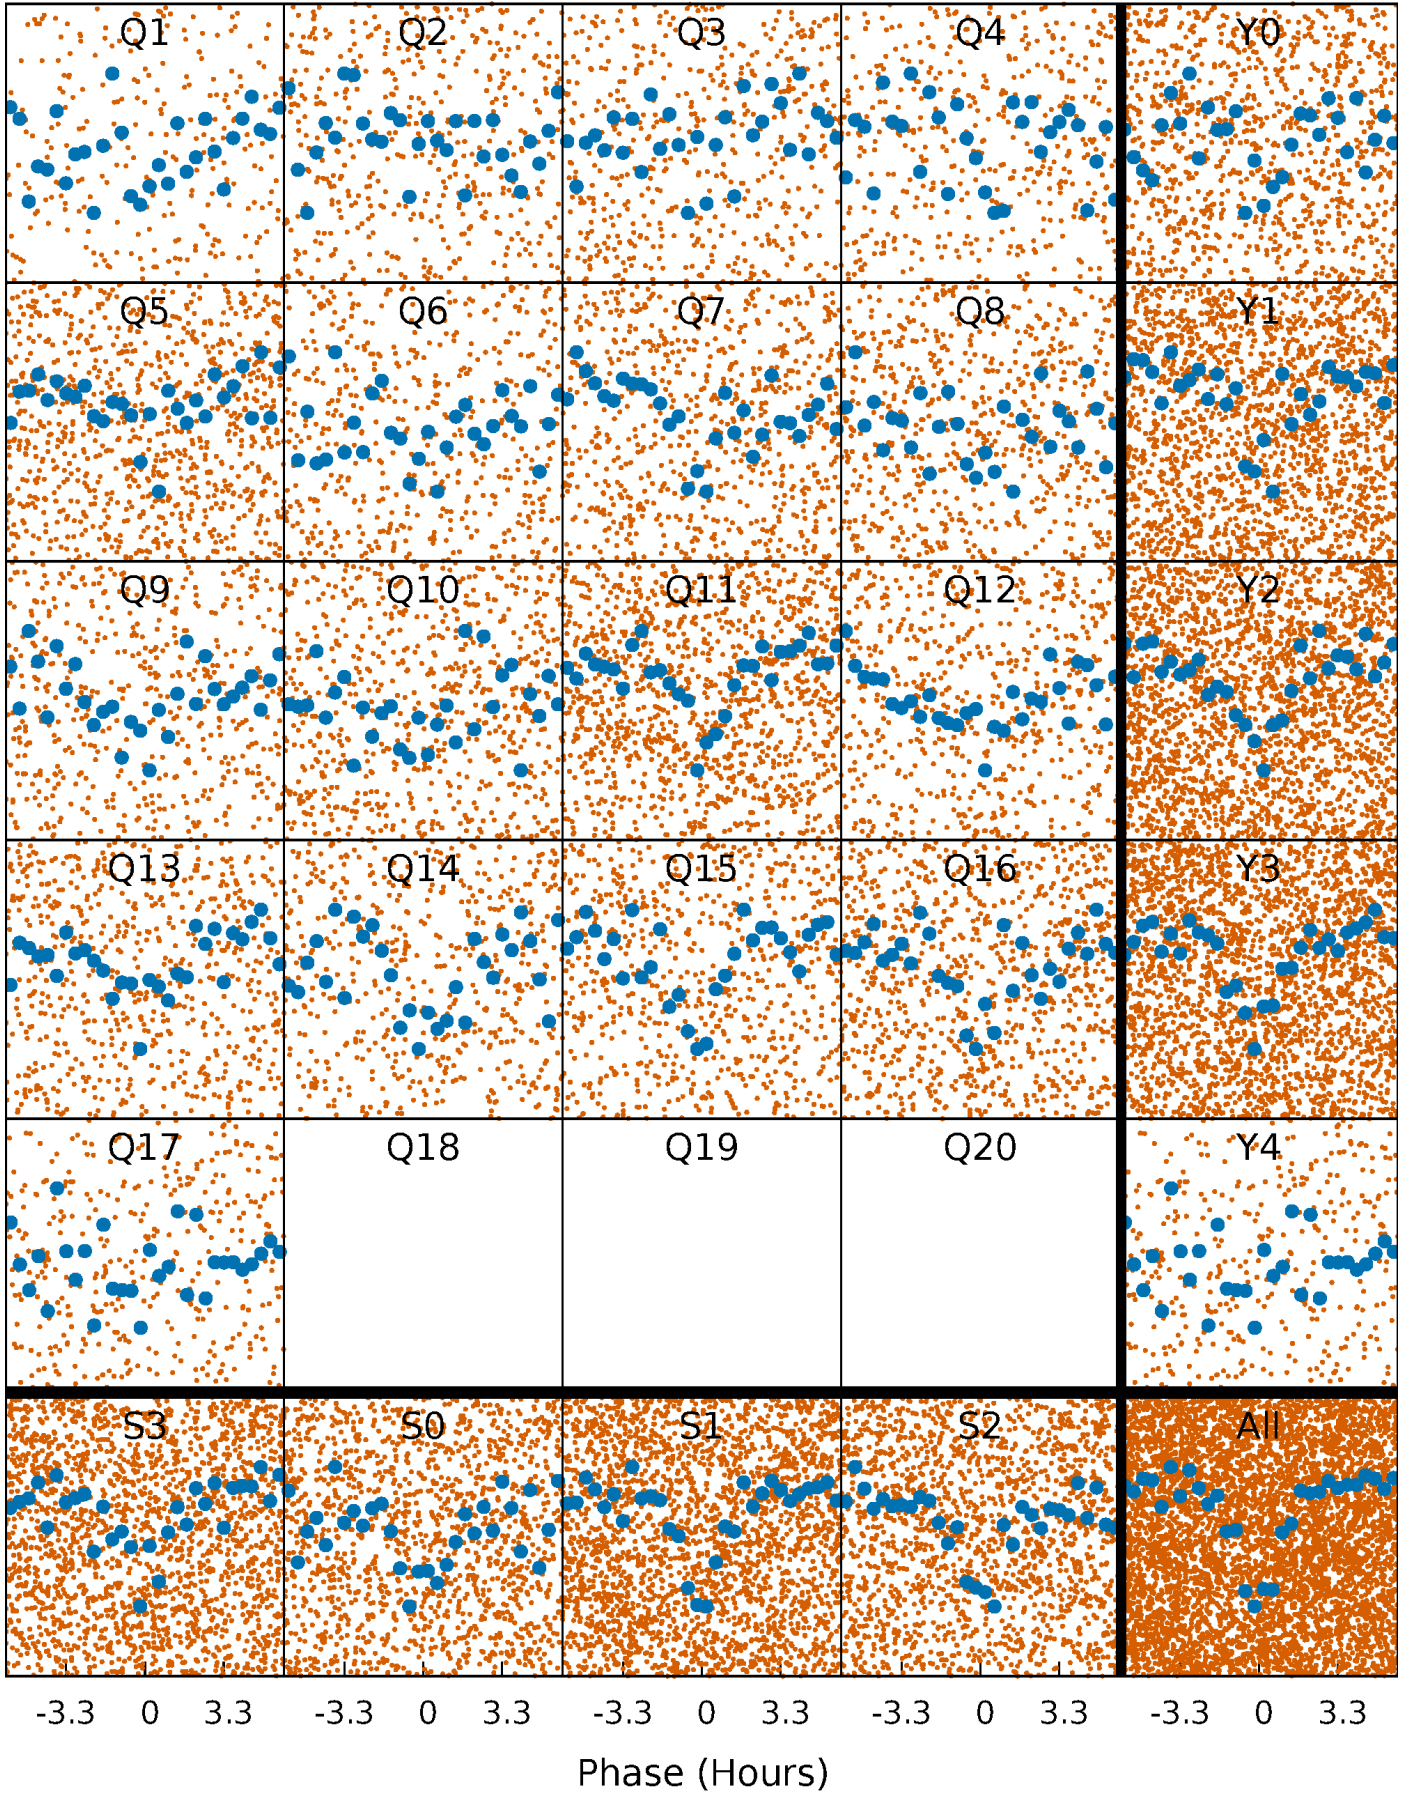 Q1 Q2 Q3 Q4 Y0
Q5 Q6 Q7 Q8 Y1
Q9 Q10 Q11 Q12 Y2
Q13 Q14 Q15 Q16 Y3
Q17 Q18 Q19 Q20 Y4
S3 S0 S1 S2 All
-3.3 0 3.3 -3.3 0 3.3 -3.3 0 3.3 -3.3 0 3.3 -3.3 0 3.3
Phase (Hours)